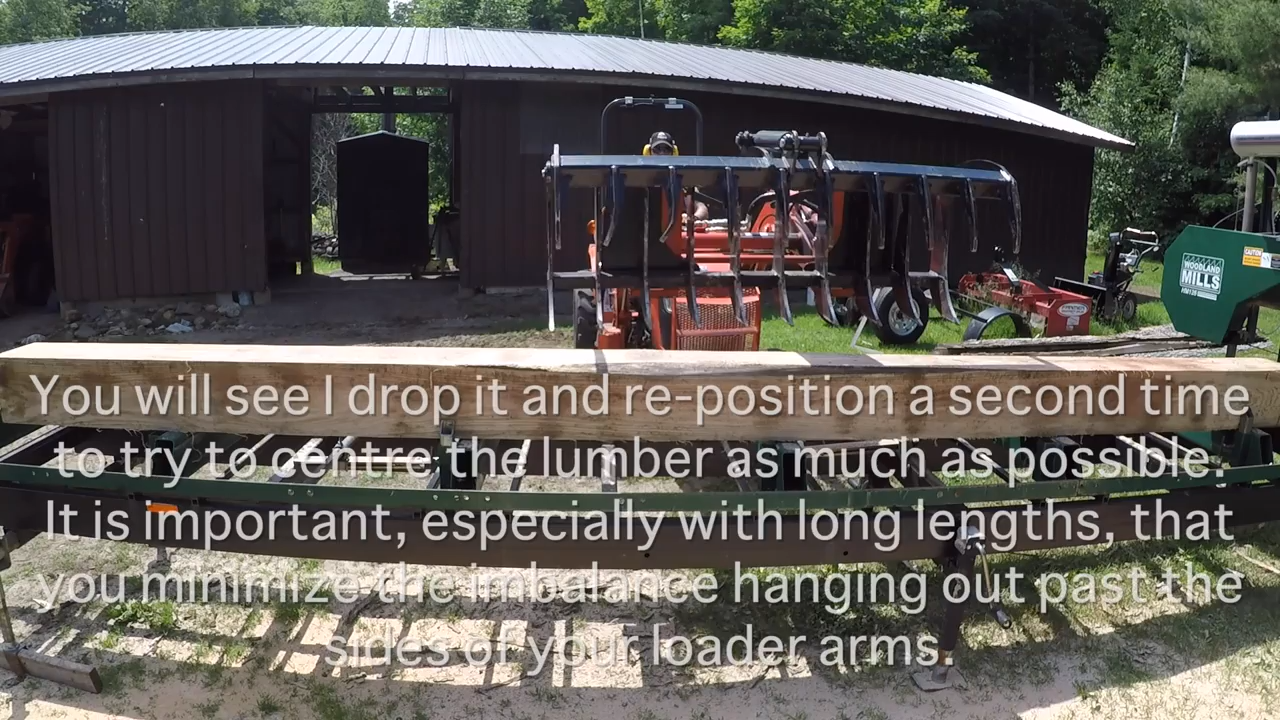 You will see I drop it and re-position a second time
to try to centre the lumber as much as possible.
It is important, especially with long lengths, that
you minimize the imbalance hanging out past the
sides of your loader arms.
WOODLAND
MILLS
HM126
CAUTION